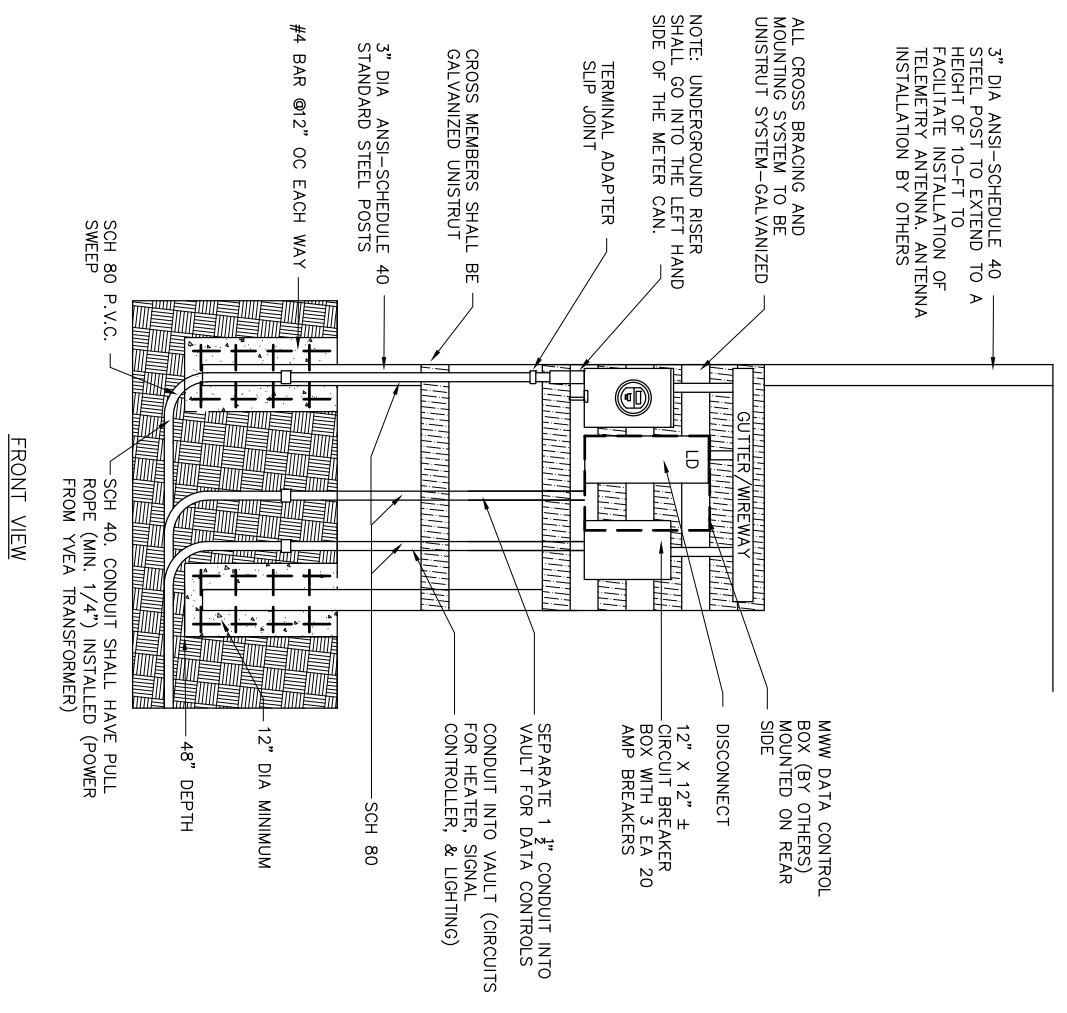 3" DIA ANSI-SCHEDULE 40
STEEL POST TO EXTEND TO A
HEIGHT OF 10-FT TO
FACILITATE INSTALLATION OF
TELEMETRY ANTENNA. ANTENNA
INSTALLATION BY OTHERS
ALL CROSS BRACING AND
MOUNTING SYSTEM TO BE
UNISTRUT SYSTEM-GALVANIZED
NOTE: UNDERGROUND RISER
SHALL GO INTO THE LEFT HAND
SIDE OF THE METER CAN.
TERMINAL ADAPTER
SLIP JOINT
CROSS MEMBERS SHALL BE
GALVANIZED UNISTRUT
3" DIA ANSI-SCHEDULE 40
STANDARD STEEL POSTS
#4 BAR @12" OC EACH WAY
SCH 80 P.V.C.
SWEEP
GUTTER/WIREWAY
LD
MWW DATA CONTROL
BOX (BY OTHERS)
MOUNTED ON REAR
SIDE
DISCONNECT
12" X 12" ±
CIRCUIT BREAKER
BOX WITH 3 EA 20
AMP BREAKERS
SEPARATE 1 ½" CONDUIT INTO
VAULT FOR DATA CONTROLS
CONDUIT INTO VAULT (CIRCUITS
FOR HEATER, SIGNAL
CONTROLLER, & LIGHTING)
SCH 80
12" DIA MINIMUM
48" DEPTH
SCH 40. CONDUIT SHALL HAVE PULL
ROPE (MIN. 1/4") INSTALLED (POWER
FROM YVEA TRANSFORMER)
FRONT VIEW